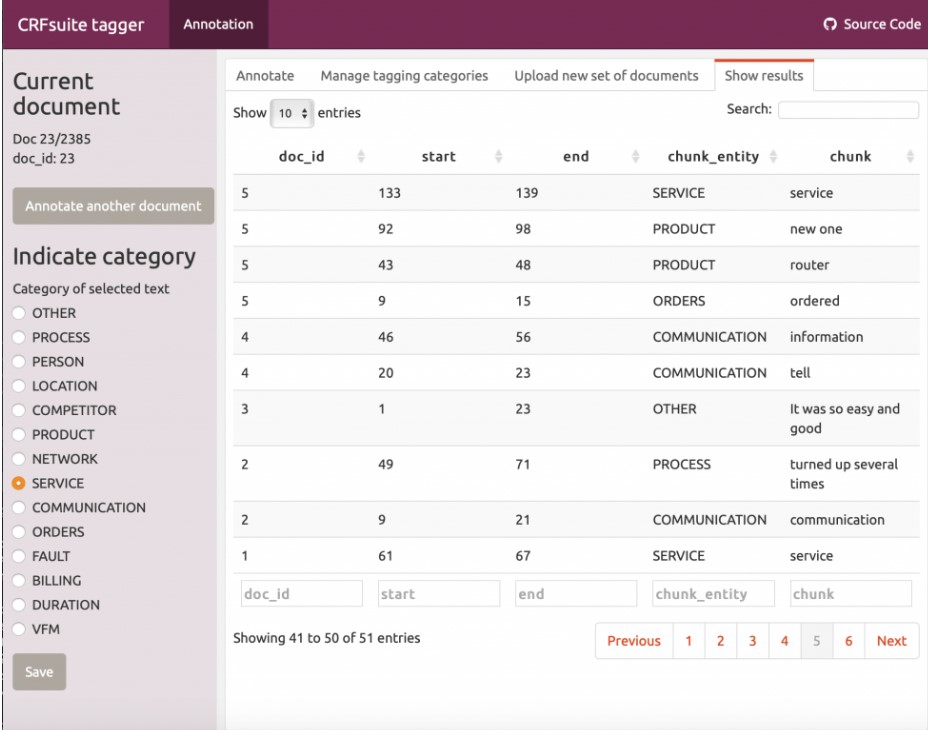 CRFsuite tagger
Annotation
Source Code
Current
document
Doc 23/2385
doc_id: 23
Annotate another document
Indicate category
Category of selected text
OTHER
PROCESS
PERSON
LOCATION
COMPETITOR
PRODUCT
NETWORK
SERVICE
COMMUNICATION
ORDERS
FAULT
BILLING
DURATION
VFM
Save
Annotate Manage tagging categories Upload new set of documents Show results
Show 10 entries Search:
doc_id start end chunk_entity chunk
5 133 139 SERVICE service
5 92 98 PRODUCT new one
5 43 48 PRODUCT router
5 9 15 ORDERS ordered
4 46 56 COMMUNICATION information
4 20 23 COMMUNICATION tell
3 1 23 OTHER It was so easy and
good
2 49 71 PROCESS turned up several
times
2 9 21 COMMUNICATION communication
1 61 67 SERVICE service
doc_id start end chunk_entity chunk
Showing 41 to 50 of 51 entries Previous 1 2 3 4 5 6 Next